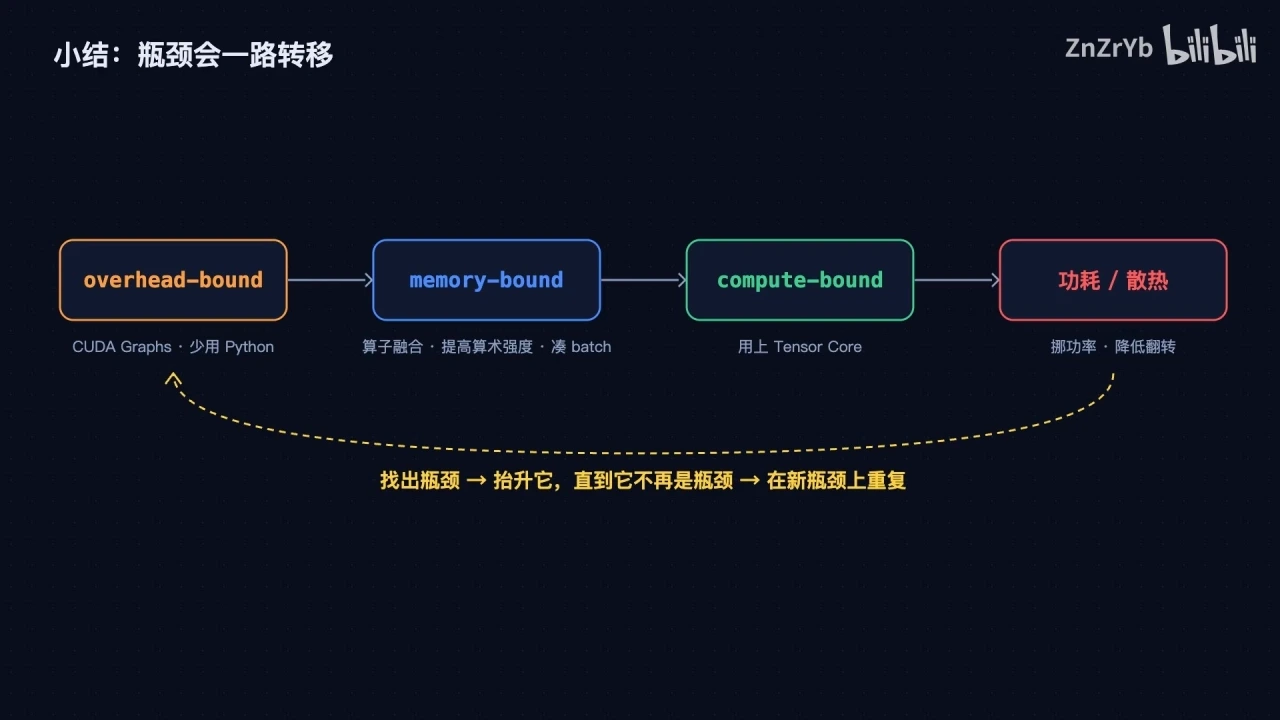 小结：瓶颈会一路转移
ZnZrYb bilibili
overhead-bound
memory-bound
compute-bound
功耗 / 散热
CUDA Graphs · 少用 Python
算子融合 · 提高算术强度 · 凑 batch
用上 Tensor Core
挪功率 · 降低翻转
找出瓶颈 → 抬升它，直到它不再是瓶颈 → 在新瓶颈上重复